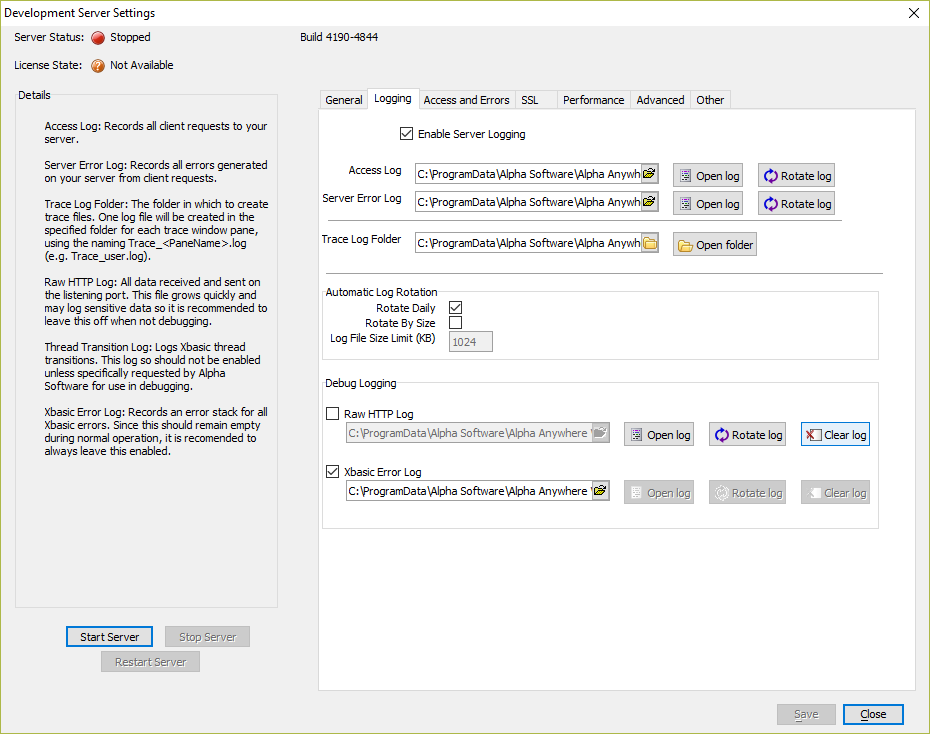 Development Server Settings
Server Status: Stopped
Build 4190-4844
License State: Not Available
Details
Access Log: Records all client requests to your
server.
Server Error Log: Records all errors generated
on your server from client requests.
Trace Log Folder: The folder in which to create
trace files. One log file will be created in the
specified folder for each trace window pane,
using the naming Trace_<PaneName>.log
(e.g. Trace_user.log).
Raw HTTP Log: All data received and sent on
the listening port. This file grows quickly and
may log sensitive data so it is recommended to
leave this off when not debugging.
Thread Transition Log: Logs Xbasic thread
transitions. This log so should not be enabled
unless specifically requested by Alpha
Software for use in debugging.
Xbasic Error Log: Records an error stack for all
Xbasic errors. Since this should remain empty
during normal operation, it is recomended to
always leave this enabled.
Start Server Stop Server
Restart Server
General Logging Access and Errors SSL Performance Advanced Other
Enable Server Logging
Access Log C:\ProgramData\Alpha Software\Alpha Anywh Open log Rotate log
Server Error Log C:\ProgramData\Alpha Software\Alpha Anywh Open log Rotate log
Trace Log Folder C:\ProgramData\Alpha Software\Alpha Anywh Open folder
Automatic Log Rotation
Rotate Daily
Rotate By Size
Log File Size Limit (KB) 1024
Debug Logging
Raw HTTP Log
C:\ProgramData\Alpha Software\Alpha Anywhere Open log Rotate log Clear log
Xbasic Error Log
C:\ProgramData\Alpha Software\Alpha Anywhere Open log Rotate log Clear log
Save Close